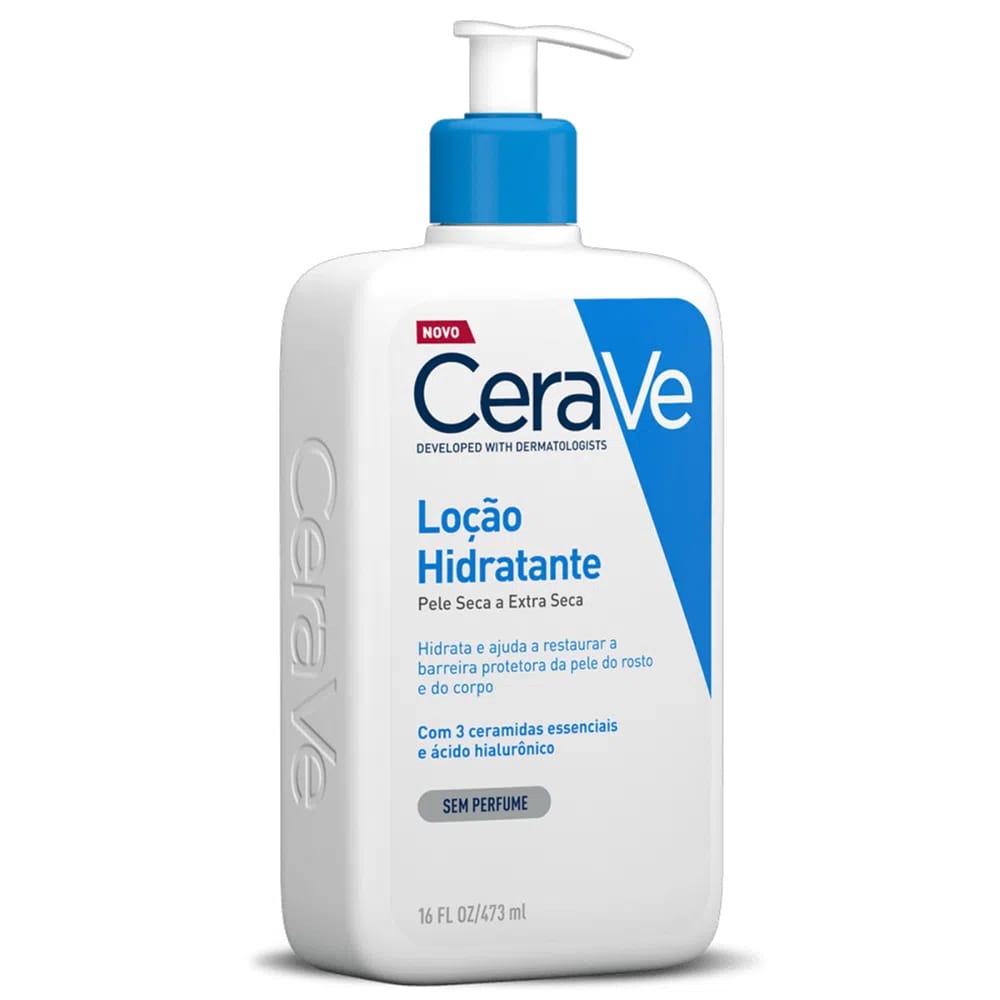 NOVO
CeraVe
DEVELOPED WITH DERMATOLOGISTS
Loção
Hidratante
Pele Seca a Extra Seca
Hidrata e ajuda a restaurar a
barreira protetora da pele do rosto
e do corpo
Com 3 ceramidas essenciais
e ácido hialurônico
SEM PERFUME
16 FL OZ/473 ml
CeraVe